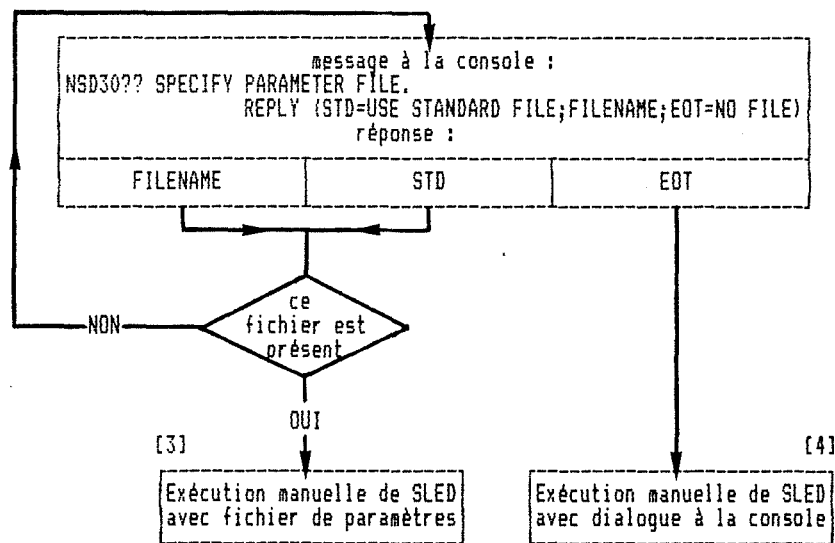 message à la console :
NSD30?? SPECIFY PARAMETER FILE.
REPLY (STD=USE STANDARD FILE;FILENAME;EOT=NO FILE)
réponse :
FILENAME STD EOT
ce
fichier est
présent
NON
OUI
[3] [4]
Exécution manuelle de SLED
avec fichier de paramètres
Exécution manuelle de SLED
avec dialogue à la console